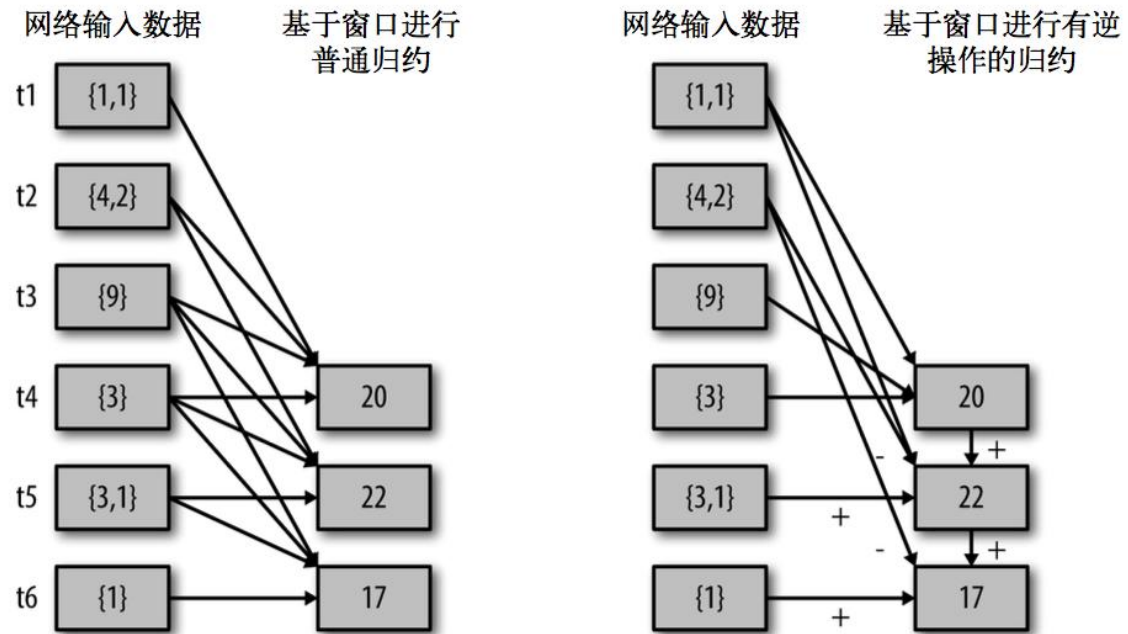 网络输入数据
基于窗口进行
普通归约
t1
{1,1}
t2
{4,2}
t3
{9}
t4
{3}
20
t5
{3,1}
22
t6
{1}
17
网络输入数据
基于窗口进行有逆
操作的归约
{1,1}
{4,2}
{9}
{3}
20
-
+
{3,1}
22
+
-
+
{1}
17
+